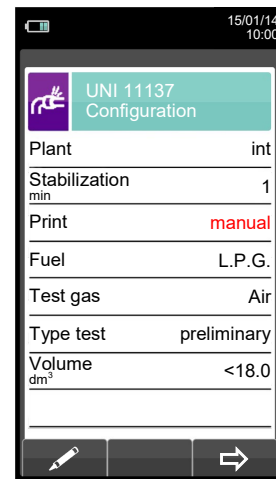 15/01/14
10:00
UNI 11137
Configuration
Plant int
Stabilization
min 1
Print manual
Fuel L.P.G.
Test gas Air
Type test preliminary
Volume
dm³ <18.0